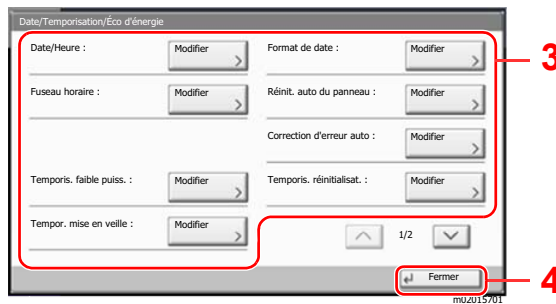 Date/Temporisation/Éco d'énergie
Date/Heure : Modifier Format de date : Modifier
3
Fuseau horaire : Modifier Réinit. auto du panneau : Modifier
Correction d'erreur auto : Modifier
Temporis. faible puiss. : Modifier Temporis. réinitialisat. : Modifier
Tempor. mise en veille : Modifier 1/2
Fermer
4
m02015701